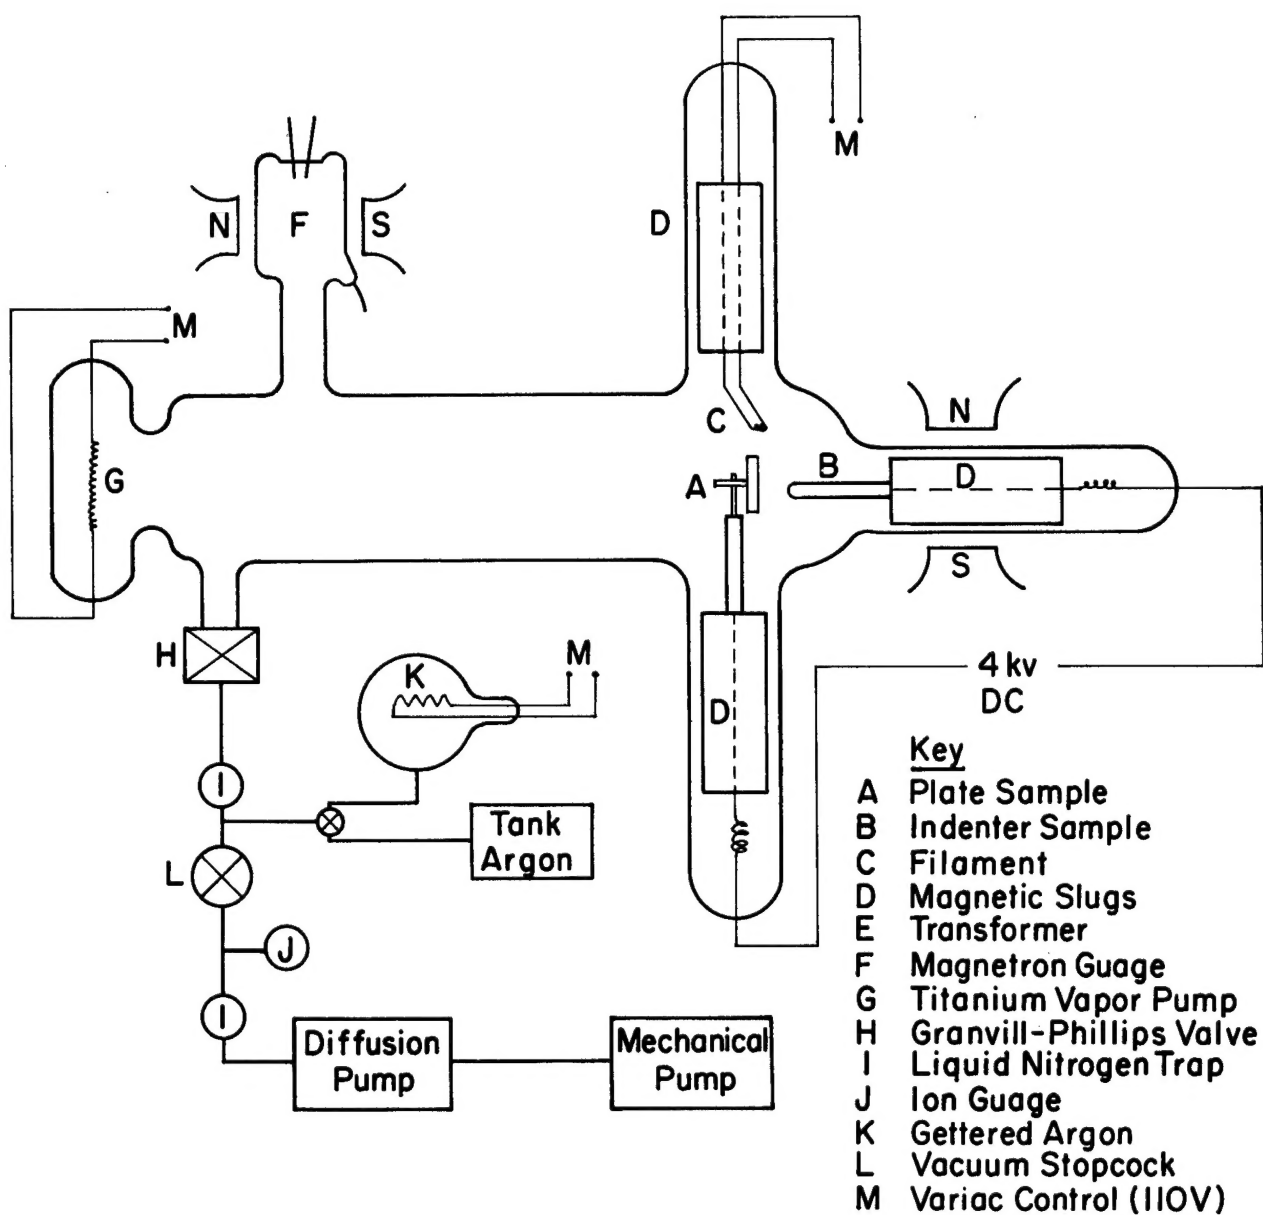 M
N
F
S
D
M
C
N
G
A
B
D
S
H
K
M
4 kv
DC
D
I
Tank
Argon
L
J
I
Diffusion
Pump
Mechanical
Pump
Key
A Plate Sample
B Indenter Sample
C Filament
D Magnetic Slugs
E Transformer
F Magnetron Guage
G Titanium Vapor Pump
H Granvill-Phillips Valve
I Liquid Nitrogen Trap
J Ion Guage
K Gettered Argon
L Vacuum Stopcock
M Variac Control (110V)